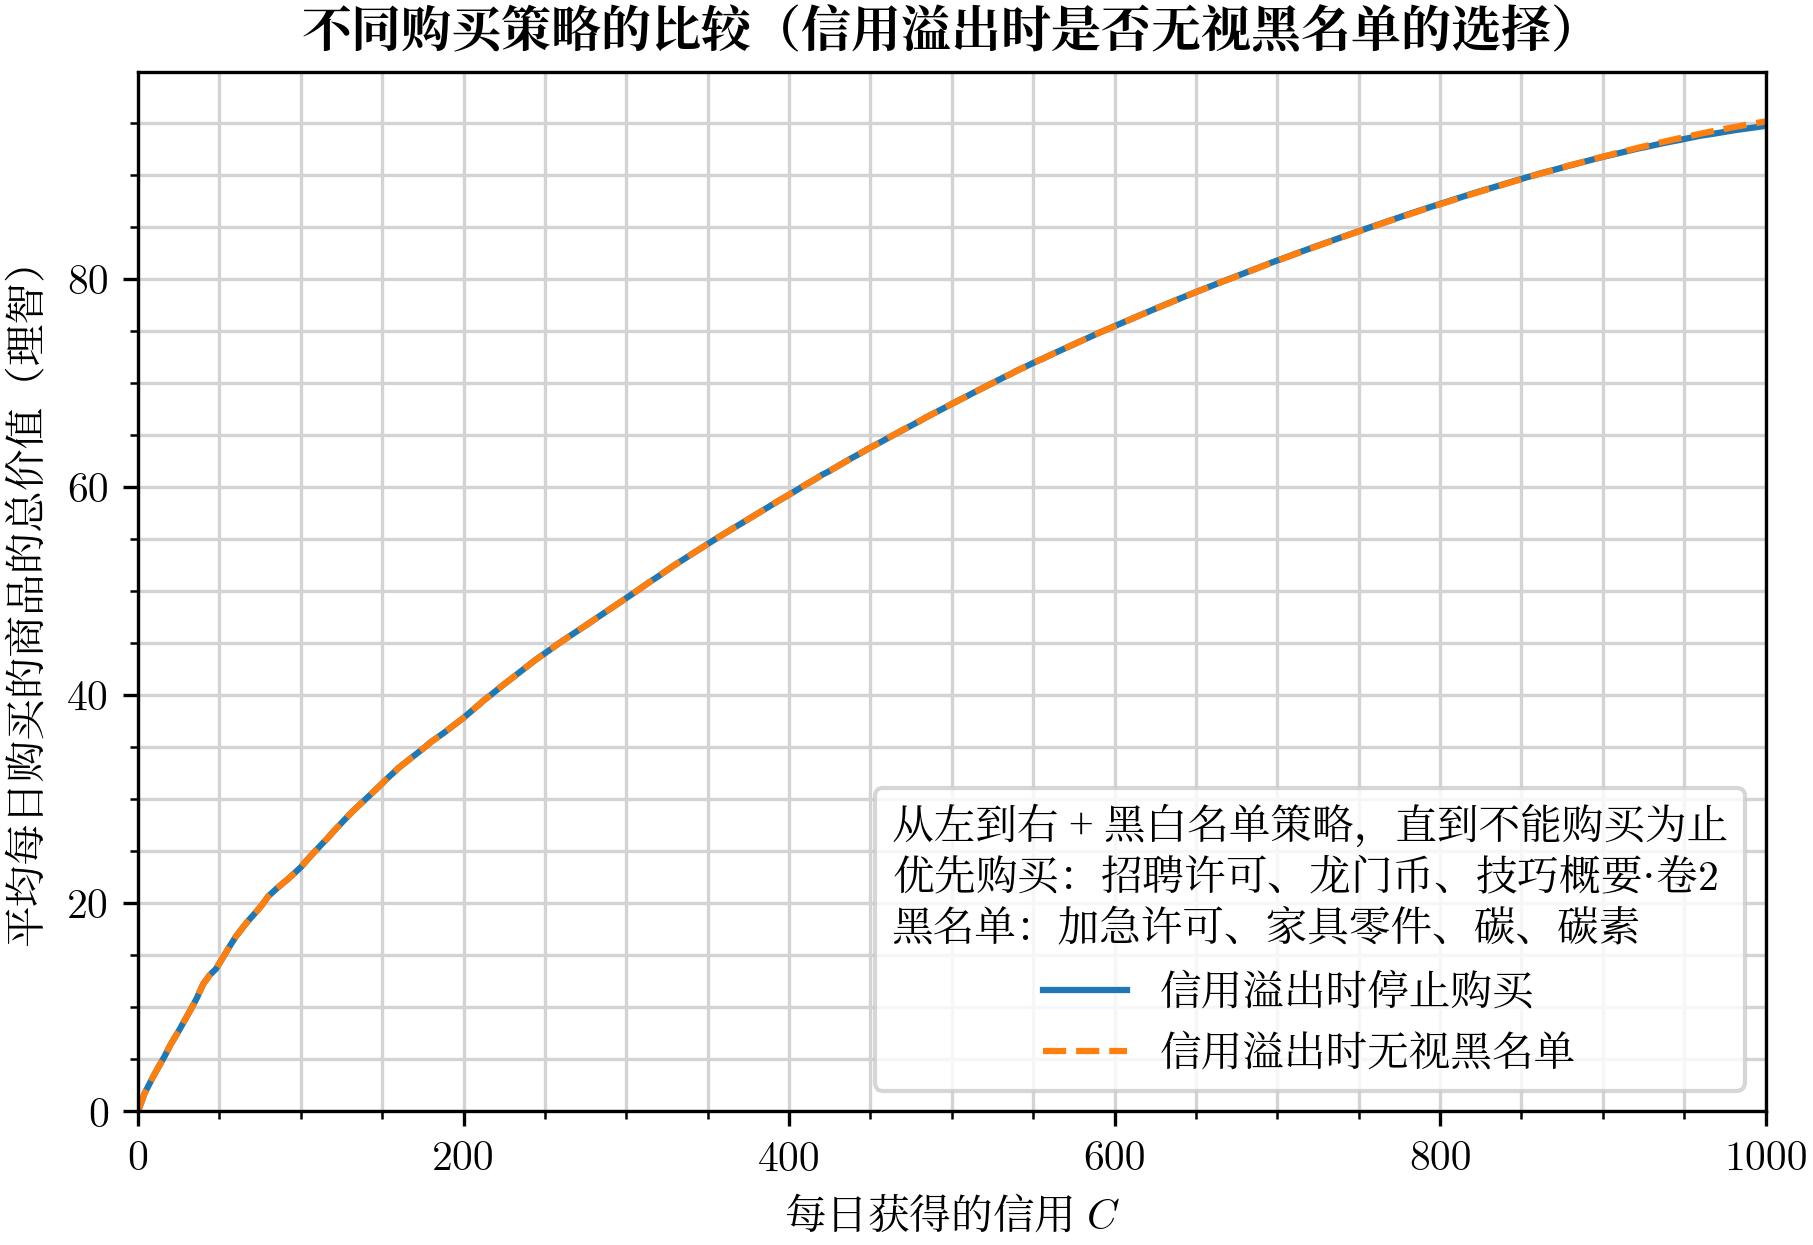 不同购买策略的比较（信用溢出时是否无视黑名单的选择）
平均每日购买的商品的总价值（理智）
80
60
40
20
0
从左到右 + 黑白名单策略，直到不能购买为止
优先购买：招聘许可、龙门币、技巧概要·卷2
黑名单：加急许可、家具零件、碳、碳素
信用溢出时停止购买
信用溢出时无视黑名单
0 200 400 600 800 1000
每日获得的信用 C